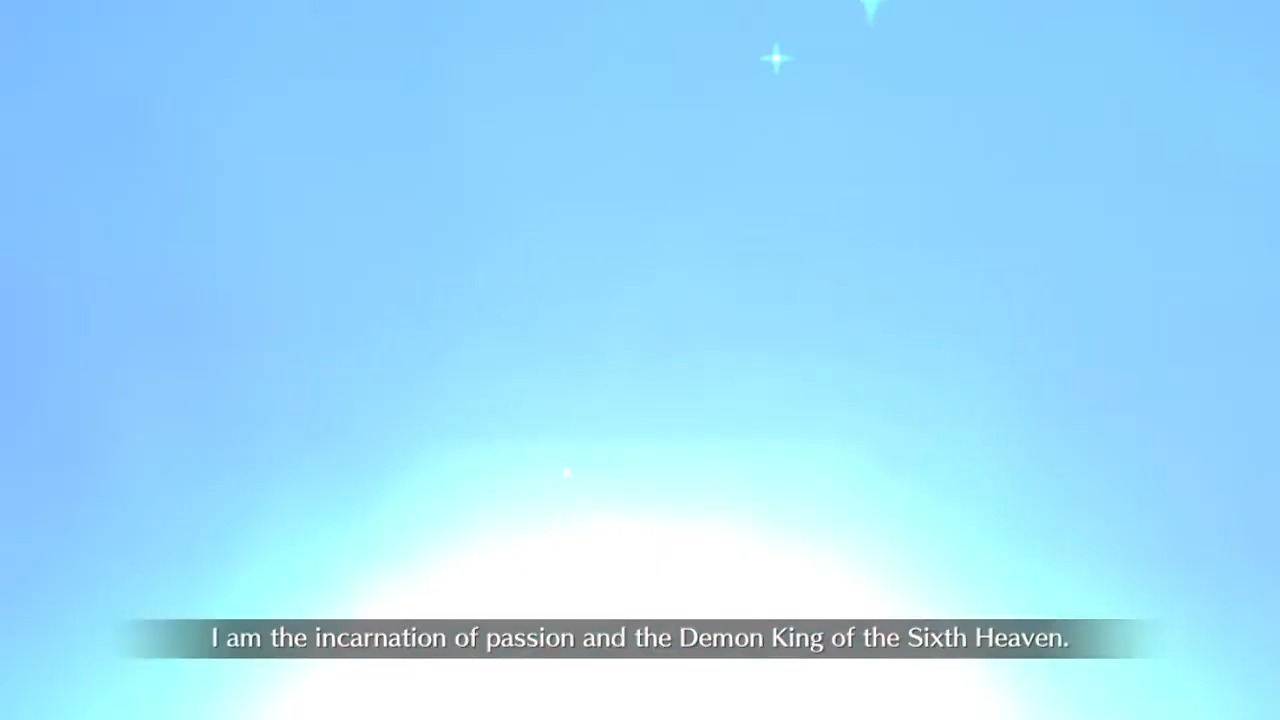 I am the incarnation of passion and the Demon King of the Sixth Heaven.